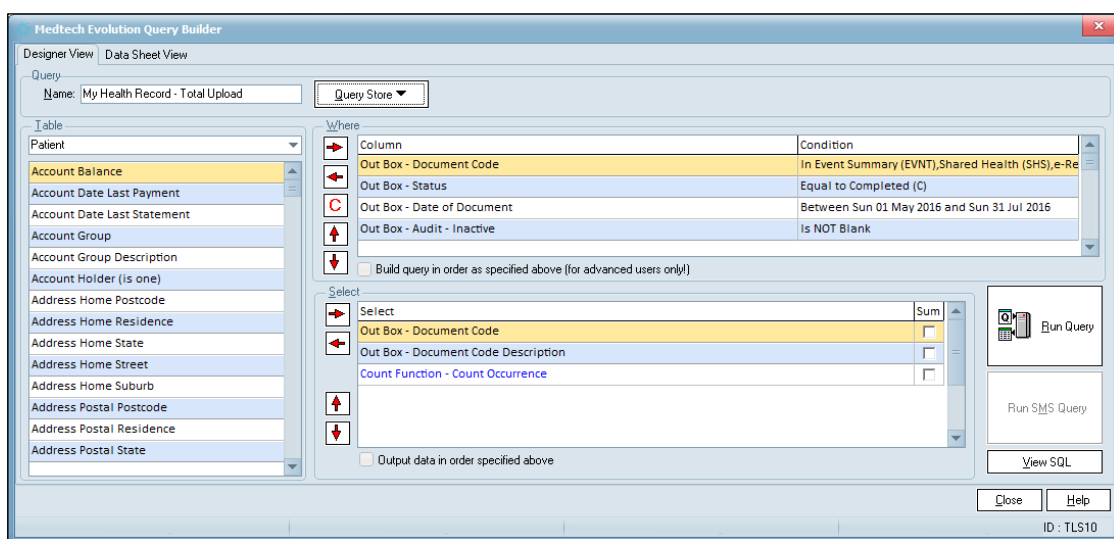 Medtech Evolution Query Builder
Designer View Data Sheet View
Query
Name: My Health Record - Total Upload Query Store
Table
Patient
Account Balance
Account Date Last Payment
Account Date Last Statement
Account Group
Account Group Description
Account Holder (is one)
Address Home Postcode
Address Home Residence
Address Home State
Address Home Street
Address Home Suburb
Address Postal Postcode
Address Postal Residence
Address Postal State
Where
Column Condition
Out Box - Document Code In Event Summary (EVNT),Shared Health (SHS),e-Re
Out Box - Status Equal to Completed (C)
Out Box - Date of Document Between Sun 01 May 2016 and Sun 31 Jul 2016
Out Box - Audit - Inactive Is NOT Blank
C
Build query in order as specified above (for advanced users only!)
Select
Select Sum
Out Box - Document Code
Out Box - Document Code Description
Count Function - Count Occurrence
Output data in order specified above
Q
Run Query
Run SMS Query
View SQL
Close Help
ID : TLS10